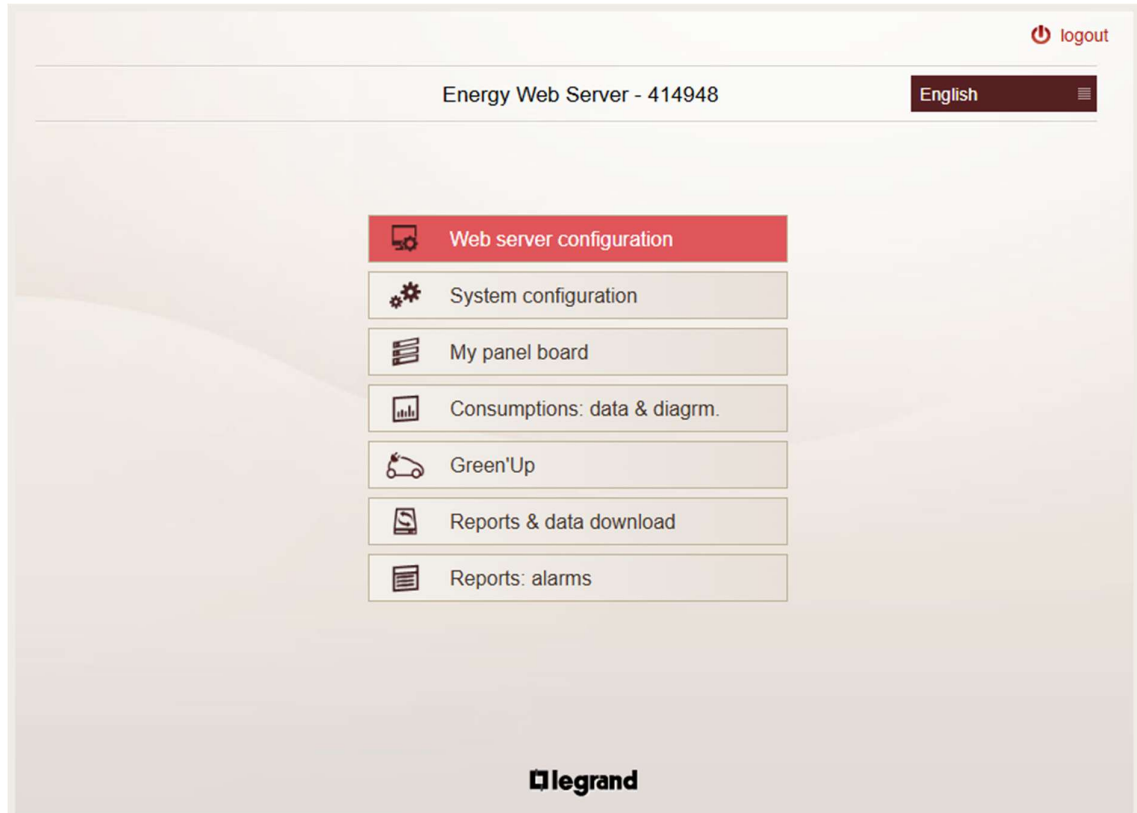 logout
Energy Web Server - 414948
English
Web server configuration
System configuration
My panel board
Consumptions: data & diagrm.
Green'Up
Reports & data download
Reports: alarms
legrand